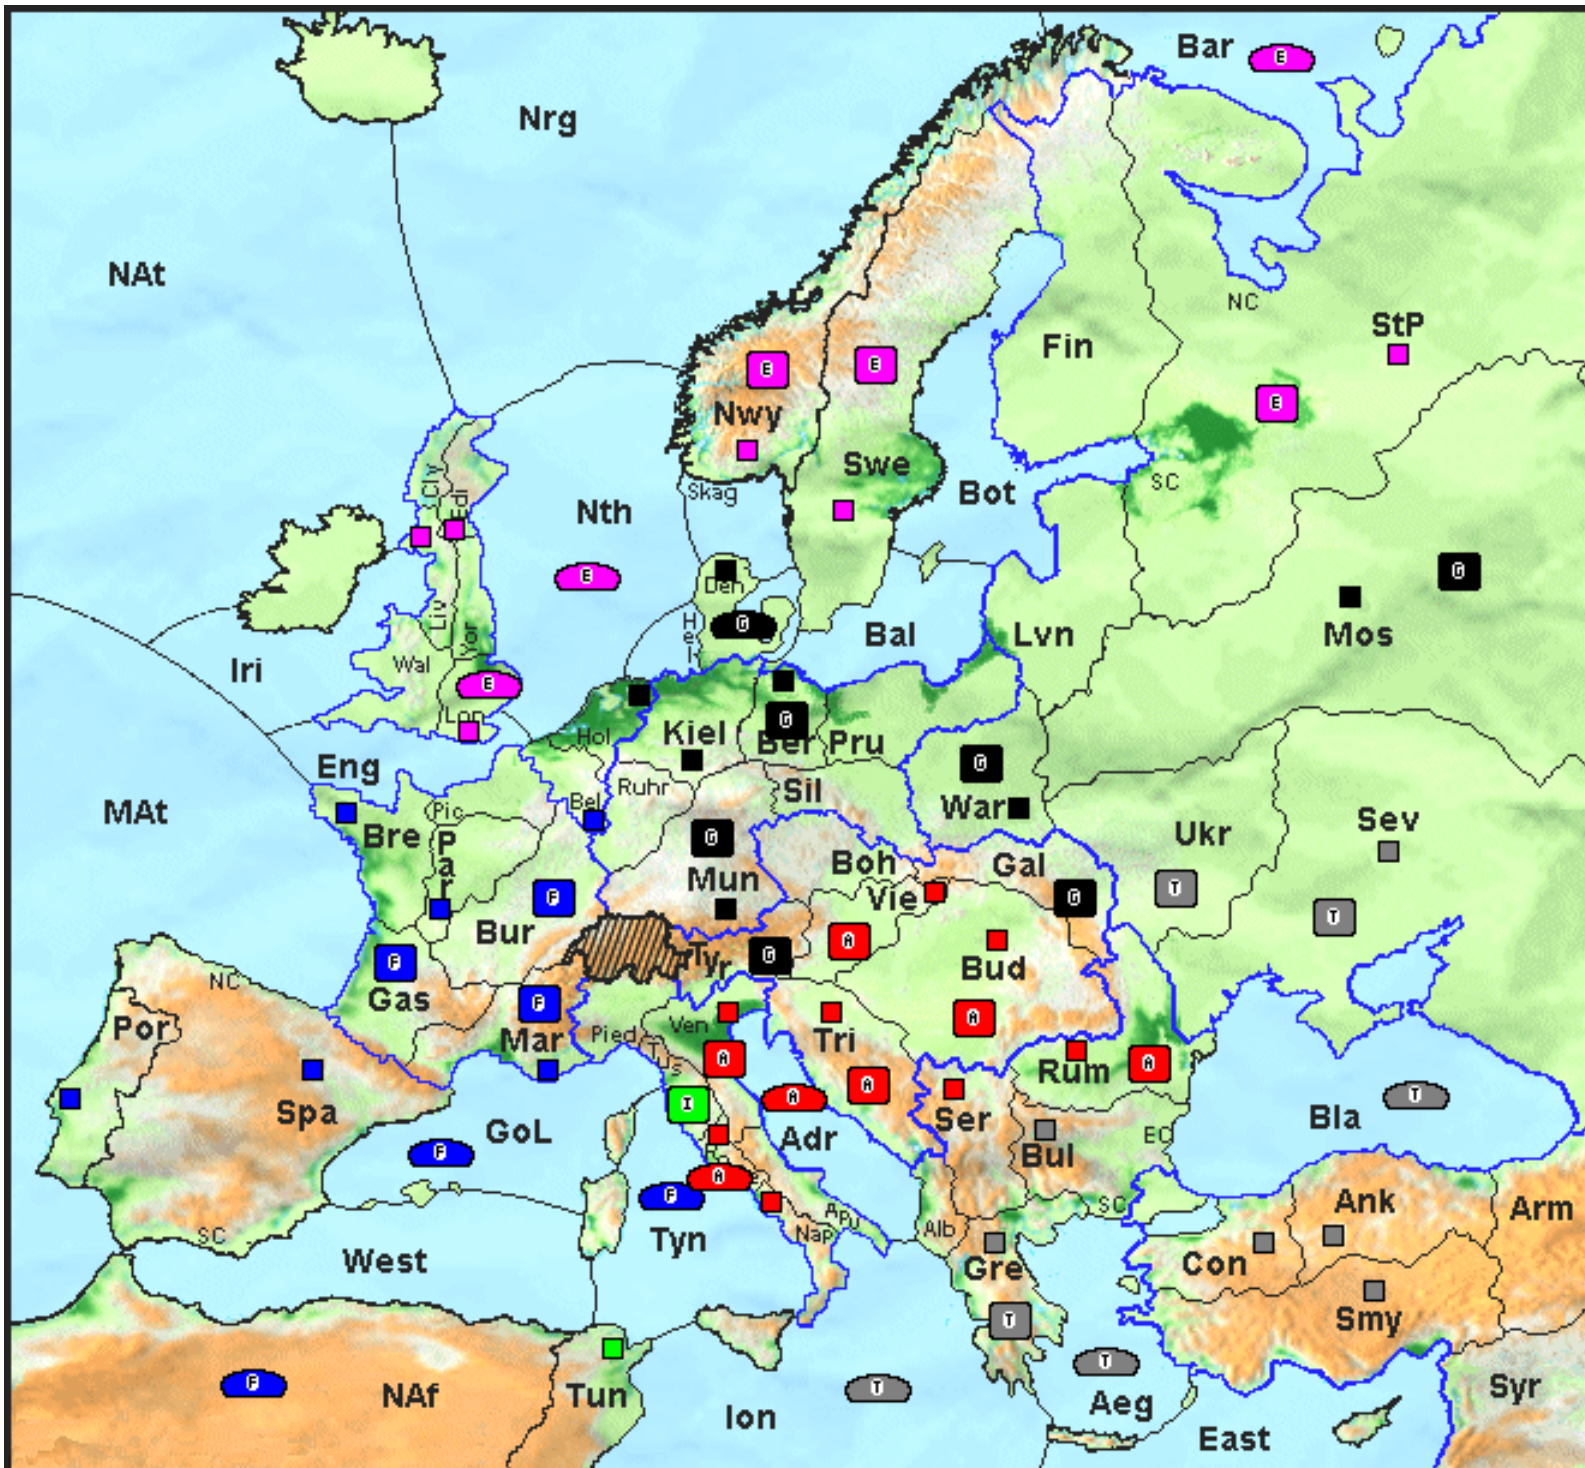 Bar
E
Nrg
NAt
NC
StP
Fin
E
E
E
Nwy
Swe
SC
Cly
Edi
Skag
Bot
Nth
E
Den
G
G
Hel
Bal
Lvn
Mos
Liv
Yor
Wal
Iri
E
Lon
Hol
Kiel
G
Ber
Pru
G
Eng
Ruhr
Sil
War
MAt
Pic
Bel
Bre
Par
G
Mun
Boh
Gal
Ukr
Sev
Vie
F
G
T
T
Bur
F
Tyr
G
A
Bud
NC
Gas
F
Mar
Ven
Por
Pied
Tus
Tri
A
A
Rum
A
A
Spa
I
A
Adr
Ser
T
GoL
Bul
EC
Bla
F
F
A
SC
Apu
Nap
Alb
SC
Ank
Arm
West
Tyn
Gre
Con
Smy
T
T
F
NAf
Tun
T
Ion
Aeg
East
Syr